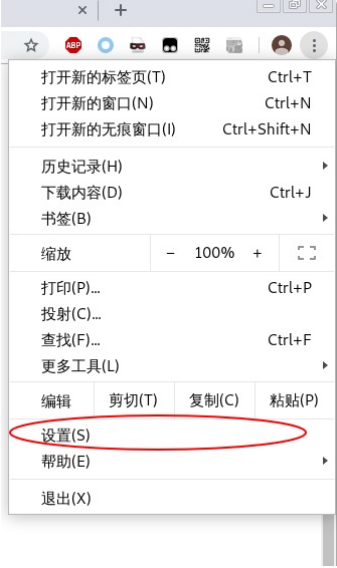 ABP
打开新的标签页(T) Ctrl+T
打开新的窗口(N) Ctrl+N
打开新的无痕窗口(I) Ctrl+Shift+N
历史记录(H)
下载内容(D) Ctrl+J
书签(B)
缩放 － 100% +
打印(P)... Ctrl+P
投射(C)...
查找(F)... Ctrl+F
更多工具(L)
编辑 剪切(T) 复制(C) 粘贴(P)
设置(S)
帮助(E)
退出(X)